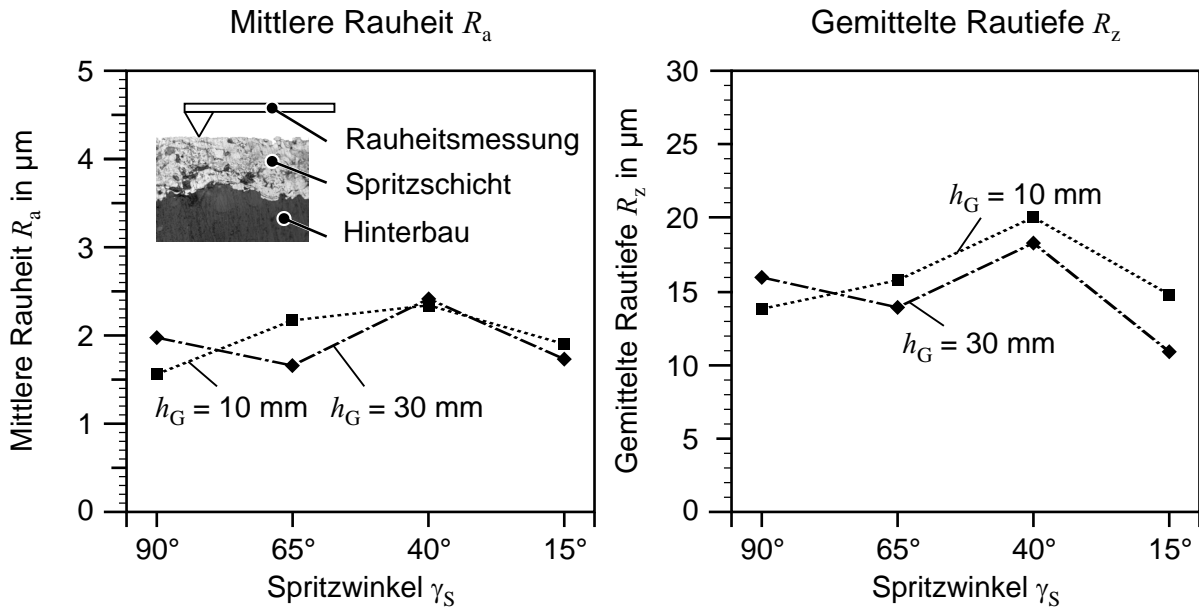 Mittlere Rauheit Ra
5
4
3
2
1
0
Mittlere Rauheit Ra in µm
Rauheitsmessung
Spritzschicht
Hinterbau
hG = 10 mm
hG = 30 mm
90°
65°
40°
15°
Spritzwinkel γS
Gemittelte Rautiefe Rz
30
25
20
15
10
5
0
Gemittelte Rautiefe Rz in µm
hG = 10 mm
hG = 30 mm
90°
65°
40°
15°
Spritzwinkel γS